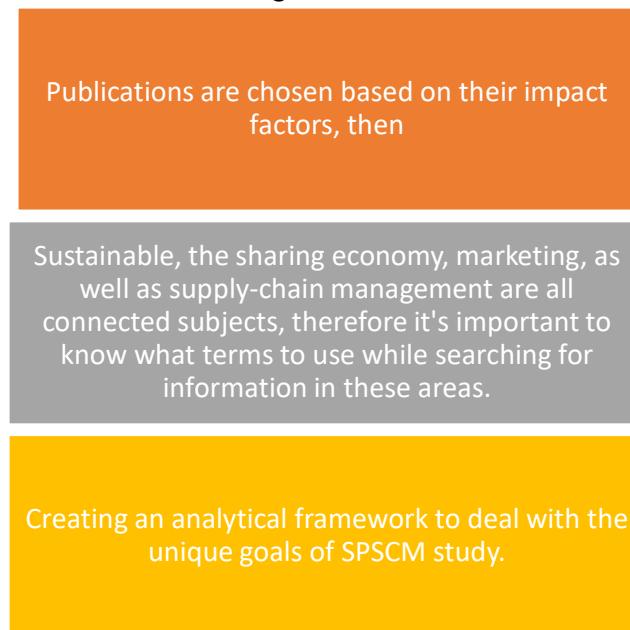 Publications are chosen based on their impact
factors, then
Sustainable, the sharing economy, marketing, as
well as supply-chain management are all
connected subjects, therefore it's important to
know what terms to use while searching for
information in these areas.
Creating an analytical framework to deal with the
unique goals of SPSCM study.